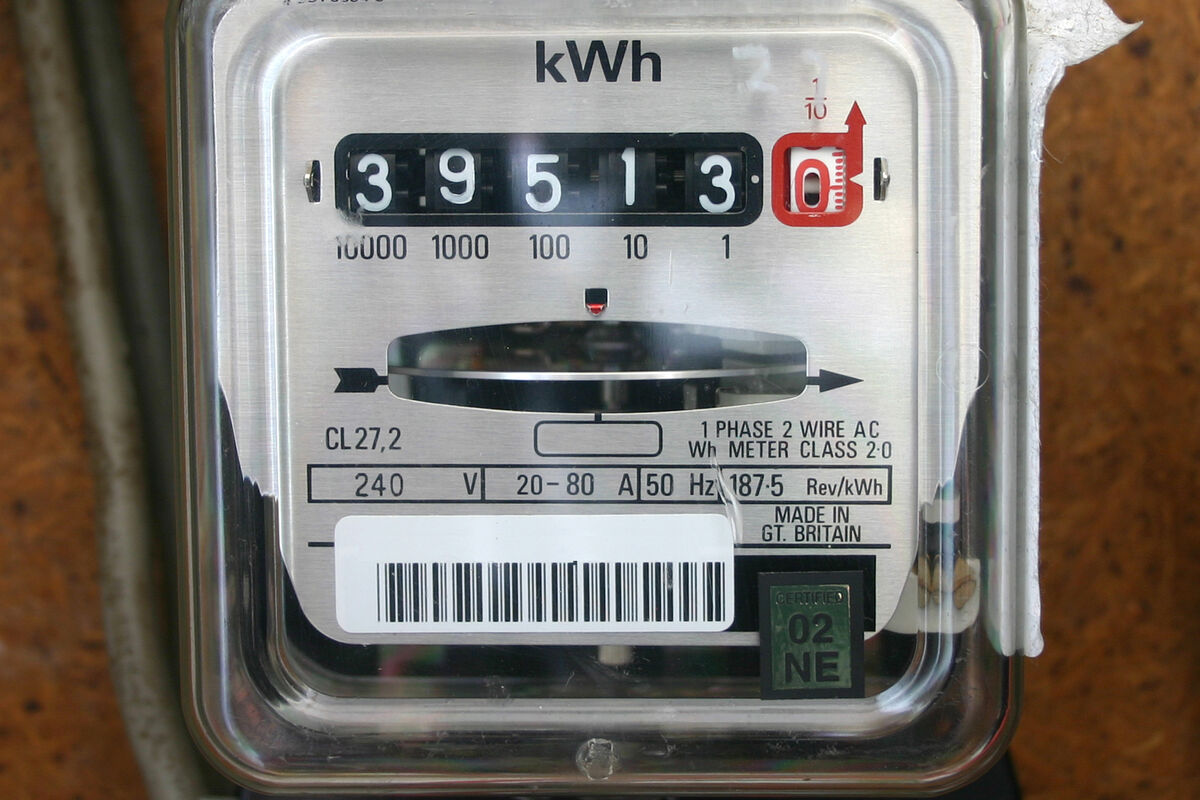 kWh
1/10
3 9 5 1 3 0
10000 1000 100 10 1
CL27,2
1 PHASE 2 WIRE AC
Wh METER CLASS 2·0
240 V 20-80 A 50 Hz 187·5 Rev/kWh
MADE IN
GT. BRITAIN
CERTIFIED
02
NE